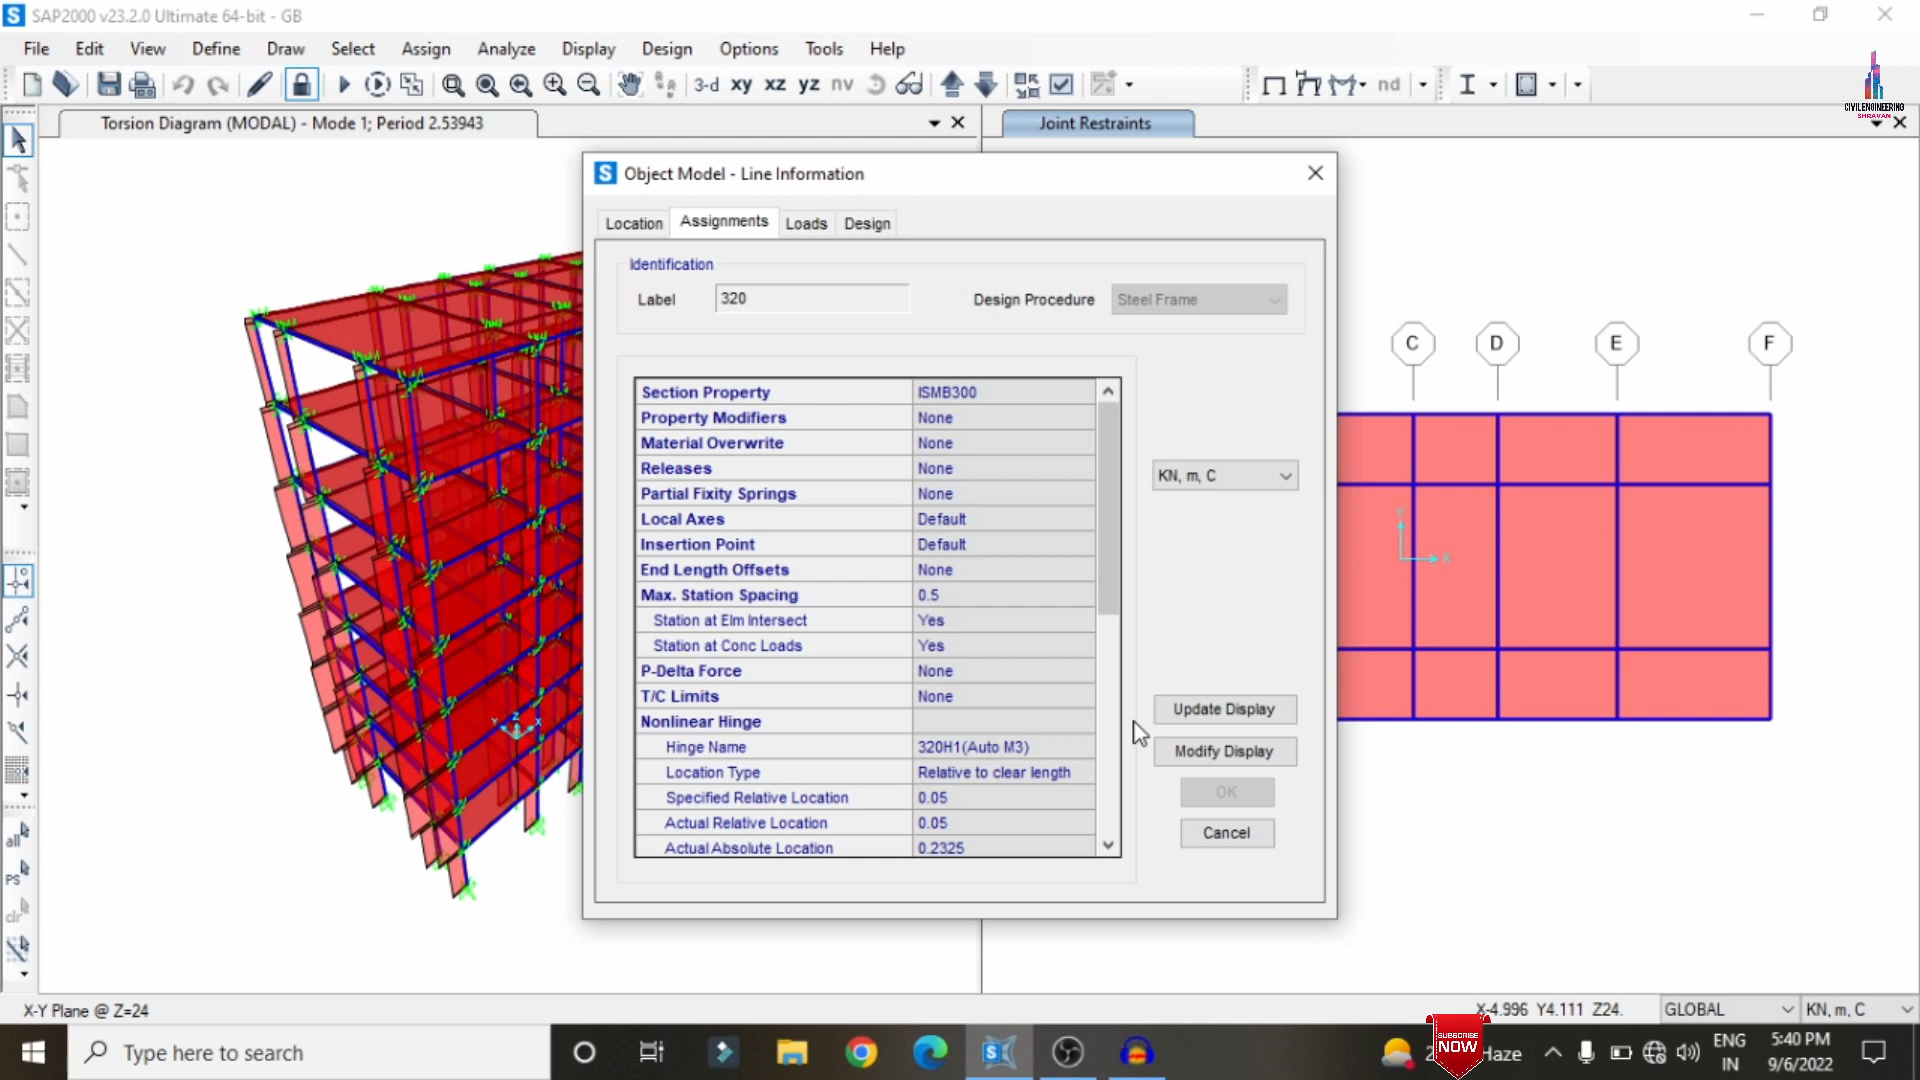 SAP2000 v23.2.0 Ultimate 64-bit - GB
File Edit View Define Draw Select Assign Analyze Display Design Options Tools Help
3-d xy xz yz nv nd
CIVILENGINEERING
SHRAVAN
Torsion Diagram (MODAL) - Mode 1; Period 2.53943
Joint Restraints
Object Model - Line Information
Location Assignments Loads Design
Identification
Label 320 Design Procedure Steel Frame
Section Property ISMB300
Property Modifiers None
Material Overwrite None
Releases None
Partial Fixity Springs None
Local Axes Default
Insertion Point Default
End Length Offsets None
Max. Station Spacing 0.5
Station at Elm Intersect Yes
Station at Conc Loads Yes
P-Delta Force None
T/C Limits None
Nonlinear Hinge
Hinge Name 320H1(Auto M3)
Location Type Relative to clear length
Specified Relative Location 0.05
Actual Relative Location 0.05
Actual Absolute Location 0.2325
KN, m, C
Update Display
Modify Display
OK
Cancel
C D E F
Y
X
Y Z X
all
PS
clr
X-Y Plane @ Z=24
X-4.996 Y4.111 Z24.
GLOBAL
KN, m, C
Type here to search
SUBSCRIBE
NOW
Haze
ENG
IN
5:40 PM
9/6/2022